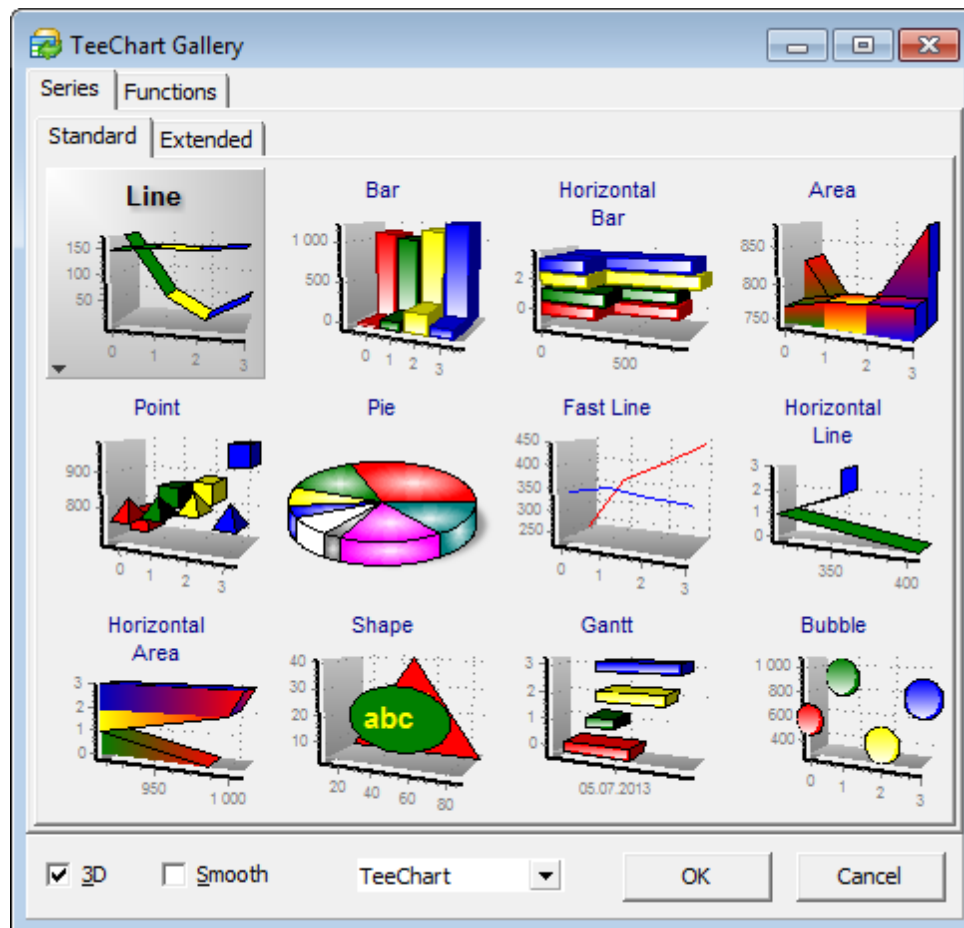 TeeChart Gallery
Series Functions
Standard Extended
Line
150
100
50
0 1 2 3
Bar
1 000
500
0
0 1 2 3
Horizontal
Bar
2
0
0 500
Area
850
800
750
0 1 2 3
Point
900
800
0 1 2 3
Pie
Fast Line
450
400
350
300
250
0 1 2 3
Horizontal
Line
3
2
1
0
350 400
Horizontal
Area
3
2
1
0
950 1 000
Shape
40
30
20
10
abc
20 40 60 80
Gantt
3
2
1
0
05.07.2013
Bubble
1 000
800
600
400
0 1 2 3
3D Smooth TeeChart OK Cancel